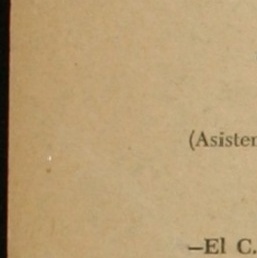 (Asisten
—El C.